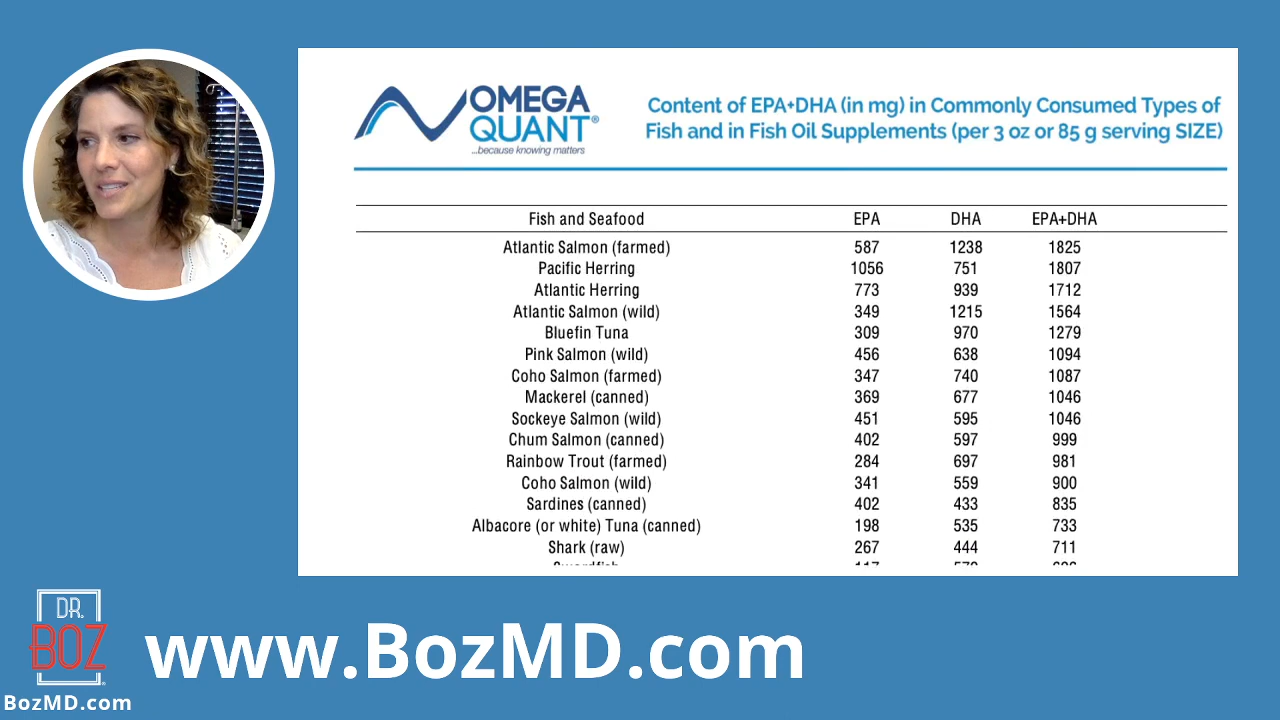 OMEGA
QUANT®
...because knowing matters
Content of EPA+DHA (in mg) in Commonly Consumed Types of
Fish and in Fish Oil Supplements (per 3 oz or 85 g serving SIZE)
Fish and Seafood EPA DHA EPA+DHA
Atlantic Salmon (farmed) 587 1238 1825
Pacific Herring 1056 751 1807
Atlantic Herring 773 939 1712
Atlantic Salmon (wild) 349 1215 1564
Bluefin Tuna 309 970 1279
Pink Salmon (wild) 456 638 1094
Coho Salmon (farmed) 347 740 1087
Mackerel (canned) 369 677 1046
Sockeye Salmon (wild) 451 595 1046
Chum Salmon (canned) 402 597 999
Rainbow Trout (farmed) 284 697 981
Coho Salmon (wild) 341 559 900
Sardines (canned) 402 433 835
Albacore (or white) Tuna (canned) 198 535 733
Shark (raw) 267 444 711
DR.
BOZ
www.BozMD.com
BozMD.com